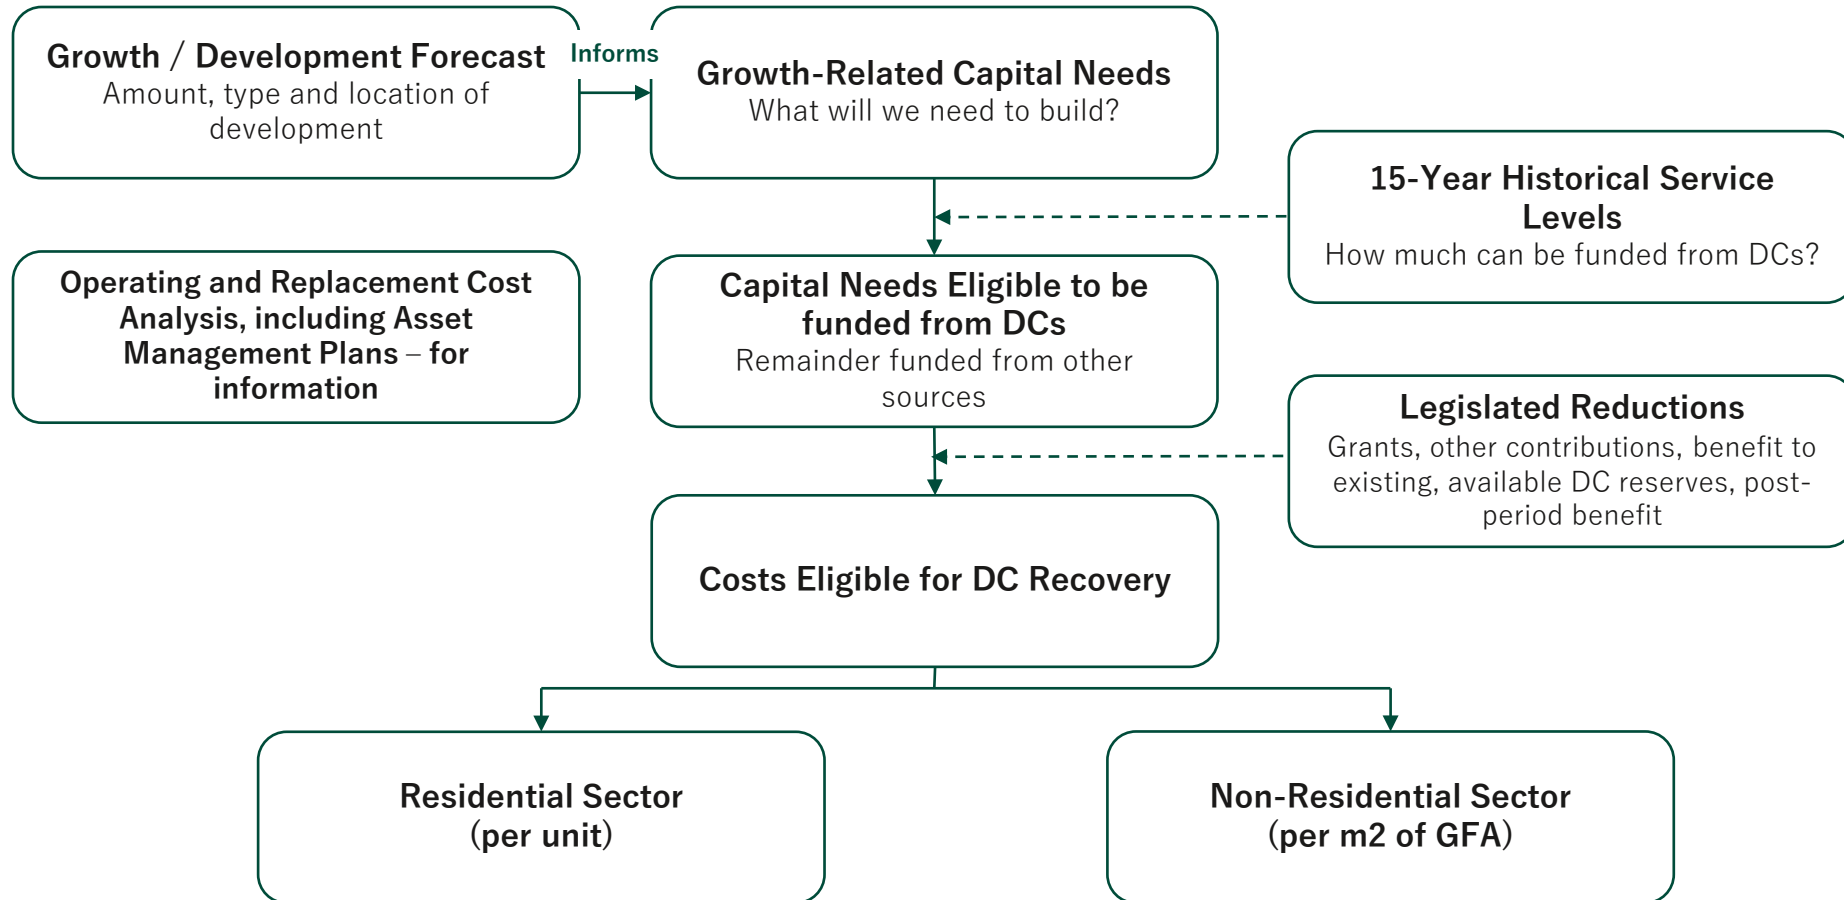 Growth / Development Forecast
Amount, type and location of
development
Informs
Growth-Related Capital Needs
What will we need to build?
15-Year Historical Service
Levels
How much can be funded from DCs?
Operating and Replacement Cost
Analysis, including Asset
Management Plans – for
information
Capital Needs Eligible to be
funded from DCs
Remainder funded from other
sources
Legislated Reductions
Grants, other contributions, benefit to
existing, available DC reserves, post-
period benefit
Costs Eligible for DC Recovery
Residential Sector
(per unit)
Non-Residential Sector
(per m2 of GFA)